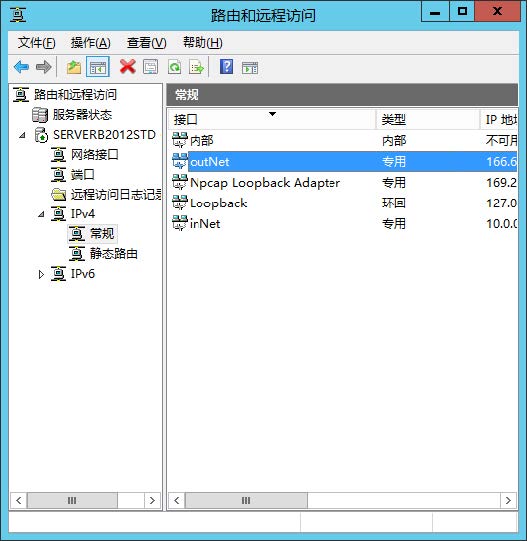 路由和远程访问
文件(F) 操作(A) 查看(V) 帮助(H)
路由和远程访问
服务器状态
SERVERB2012STD
网络接口
端口
远程访问日志记录
IPv4
常规
静态路由
IPv6
常规
接口 类型 IP 地址
内部 内部 不可用
outNet 专用 166.6
Npcap Loopback Adapter 专用 169.2
Loopback 环回 127.0
inNet 专用 10.0.0